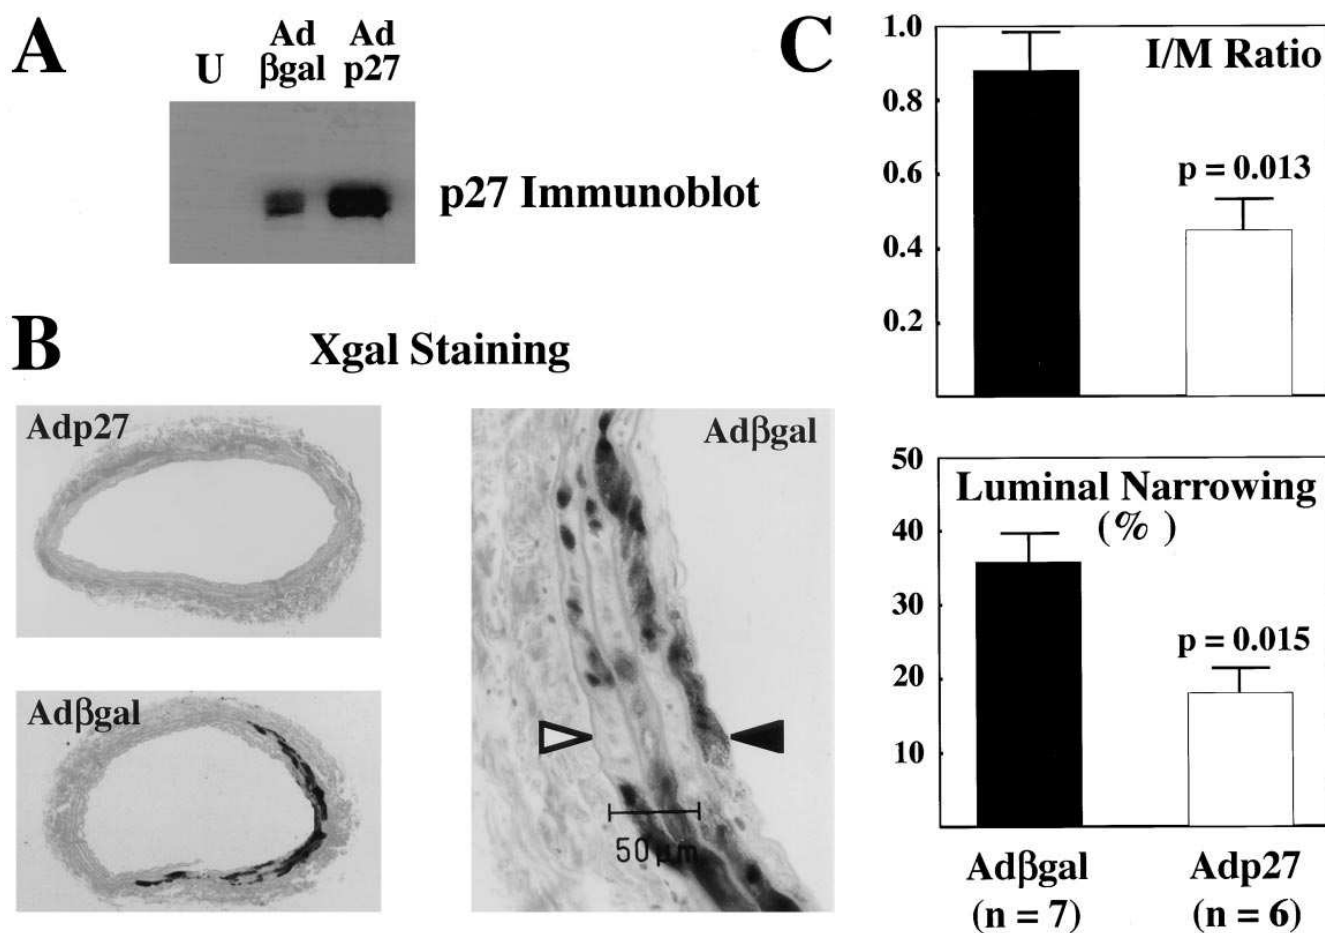 A
U
Ad
βgal
Ad
p27
p27 Immunoblot
B
Xgal Staining
Adp27
Adβgal
Adβgal
50 μm
C
1.0
0.8
0.6
0.4
0.2
I/M Ratio
p = 0.013
50
40
30
20
10
Luminal Narrowing
(%)
p = 0.015
Adβgal
(n = 7)
Adp27
(n = 6)